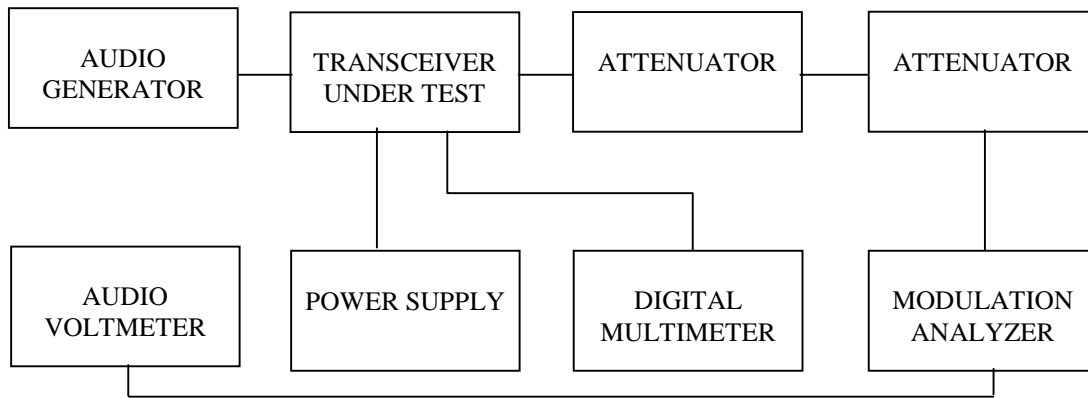 AUDIO
GENERATOR
TRANSCEIVER
UNDER TEST
ATTENUATOR
ATTENUATOR
AUDIO
VOLTMETER
POWER SUPPLY
DIGITAL
MULTIMETER
MODULATION
ANALYZER